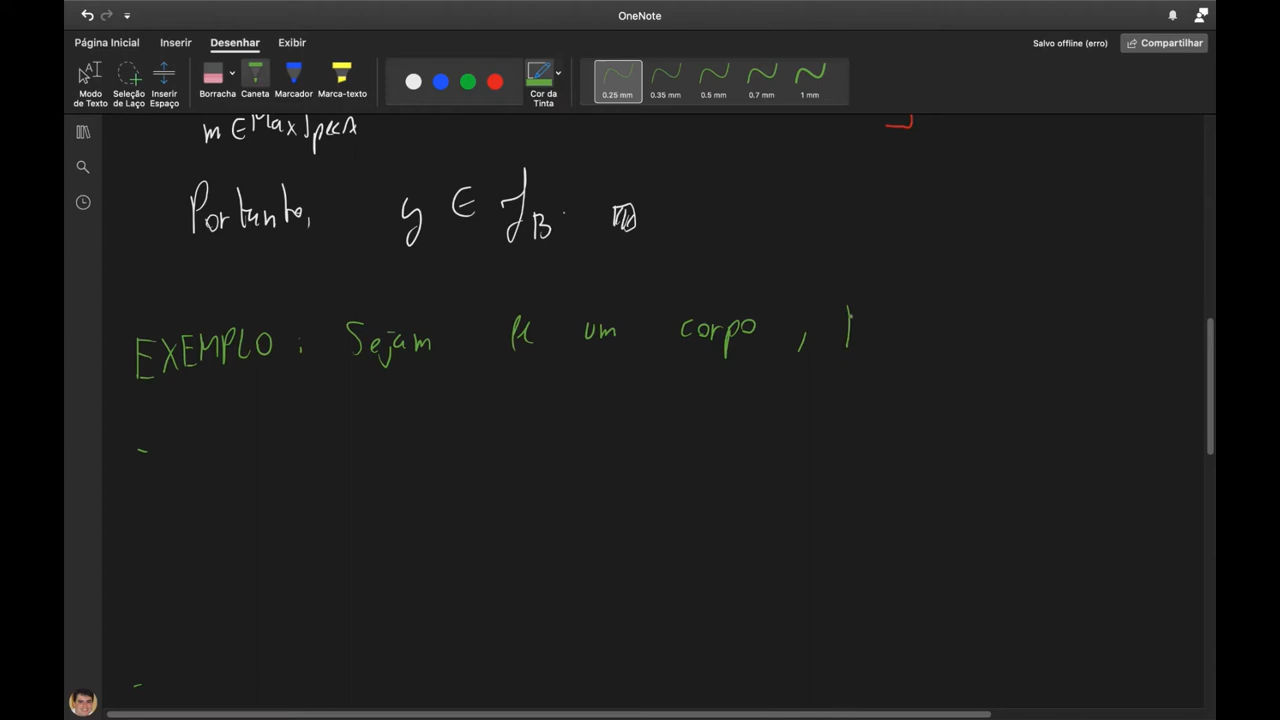 OneNote
Página Inicial Inserir Desenhar Exibir
Salvo offline (erro) Compartilhar
Modo de Texto
Seleção de Laço
Inserir Espaço
Borracha
Caneta
Marcador
Marca-texto
Cor da Tinta
0.25 mm 0.35 mm 0.5 mm 0.7 mm 1 mm
m ∈ MaxSpecA
Portanto, y ∈ J_B.
EXEMPLO: Sejam k um corpo,